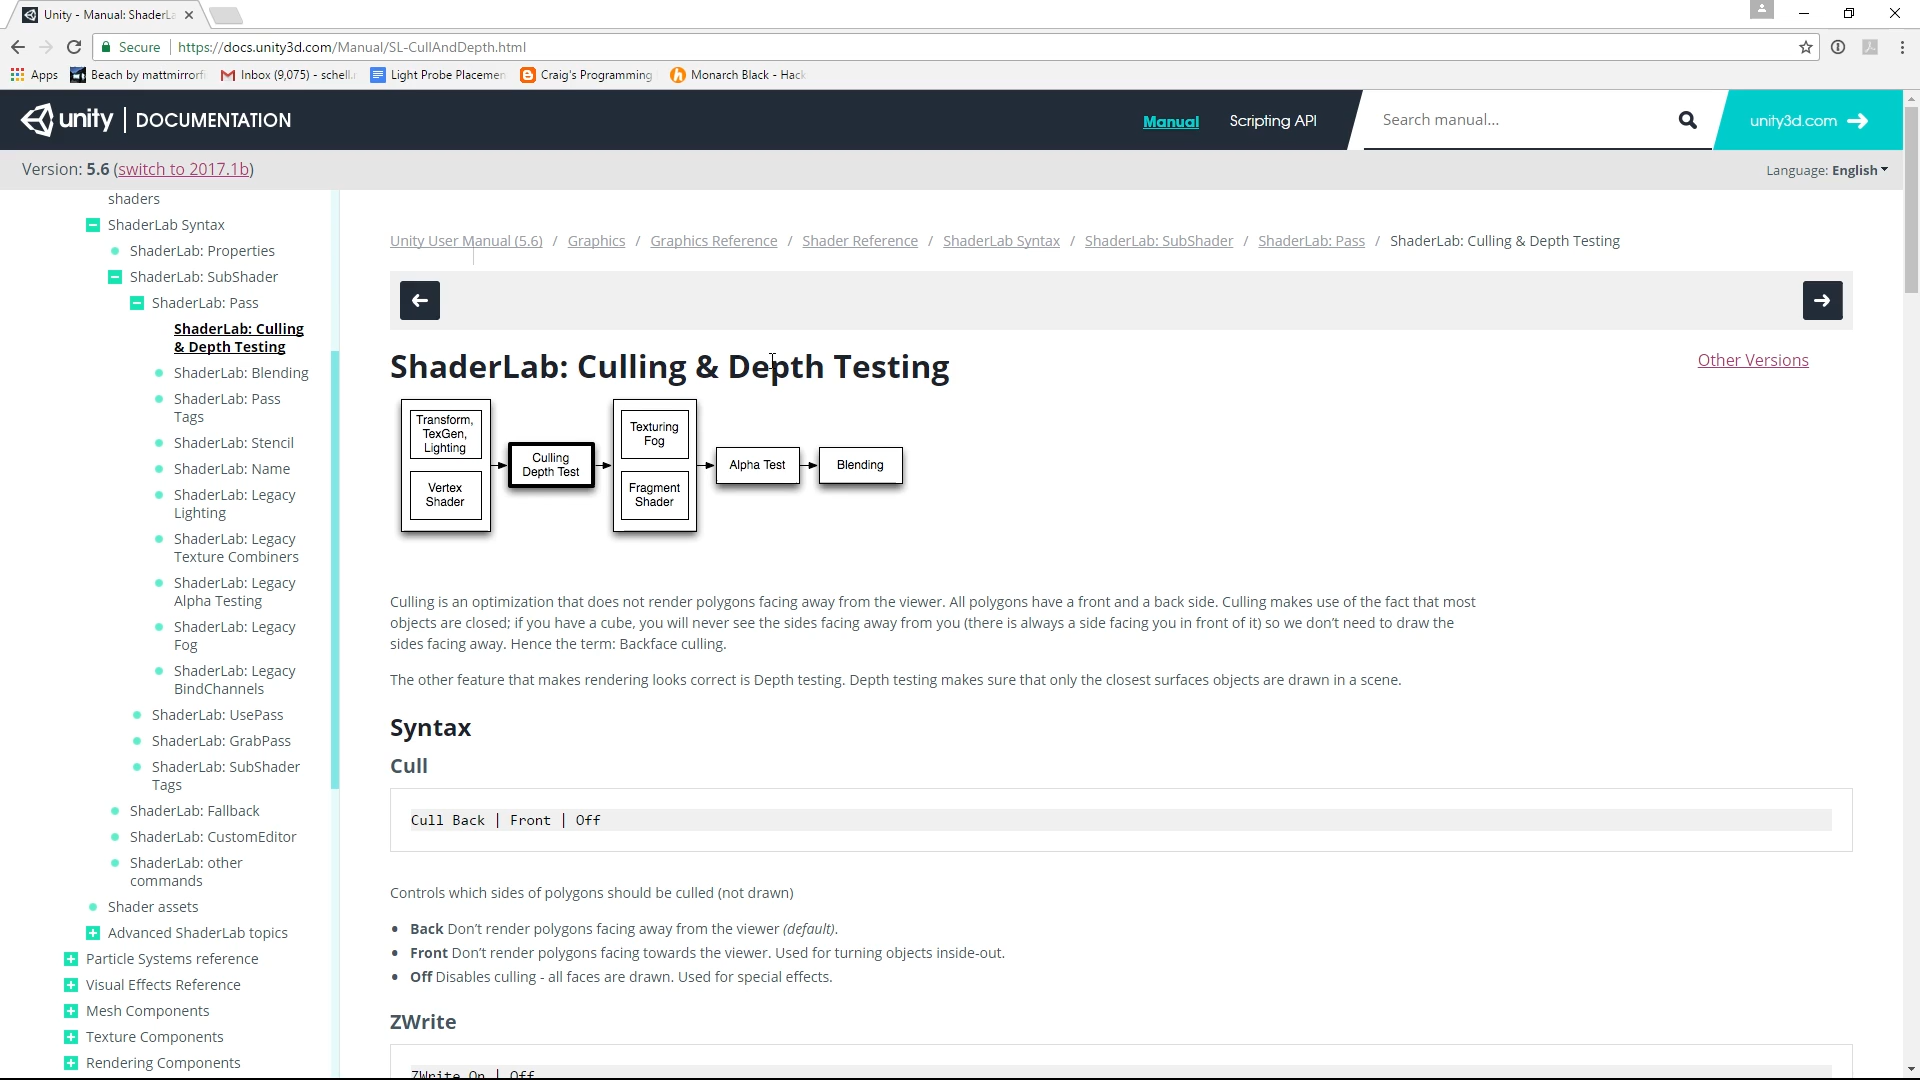 Unity - Manual: ShaderL
Secure | https://docs.unity3d.com/Manual/SL-CullAndDepth.html
Apps Beach by mattmirrorfi Inbox (9,075) - schell. Light Probe Placemen Craig's Programming Monarch Black - Hack
unity | DOCUMENTATION Manual Scripting API Search manual... unity3d.com
Version: 5.6 (switch to 2017.1b) Language: English
shaders
ShaderLab Syntax
ShaderLab: Properties
ShaderLab: SubShader
ShaderLab: Pass
ShaderLab: Culling
& Depth Testing
ShaderLab: Blending
ShaderLab: Pass
Tags
ShaderLab: Stencil
ShaderLab: Name
ShaderLab: Legacy
Lighting
ShaderLab: Legacy
Texture Combiners
ShaderLab: Legacy
Alpha Testing
ShaderLab: Legacy
Fog
ShaderLab: Legacy
BindChannels
ShaderLab: UsePass
ShaderLab: GrabPass
ShaderLab: SubShader
Tags
ShaderLab: Fallback
ShaderLab: CustomEditor
ShaderLab: other
commands
Shader assets
Advanced ShaderLab topics
Particle Systems reference
Visual Effects Reference
Mesh Components
Texture Components
Rendering Components
Unity User Manual (5.6) / Graphics / Graphics Reference / Shader Reference / ShaderLab Syntax / ShaderLab: SubShader / ShaderLab: Pass / ShaderLab: Culling & Depth Testing
ShaderLab: Culling & Depth Testing
Other Versions
Transform,
TexGen,
Lighting
Vertex
Shader
Culling
Depth Test
Texturing
Fog
Fragment
Shader
Alpha Test
Blending
Culling is an optimization that does not render polygons facing away from the viewer. All polygons have a front and a back side. Culling makes use of the fact that most
objects are closed; if you have a cube, you will never see the sides facing away from you (there is always a side facing you in front of it) so we don't need to draw the
sides facing away. Hence the term: Backface culling.
The other feature that makes rendering looks correct is Depth testing. Depth testing makes sure that only the closest surfaces objects are drawn in a scene.
Syntax
Cull
Cull Back | Front | Off
Controls which sides of polygons should be culled (not drawn)
• Back Don't render polygons facing away from the viewer (default).
• Front Don't render polygons facing towards the viewer. Used for turning objects inside-out.
• Off Disables culling - all faces are drawn. Used for special effects.
ZWrite
ZWrite On | Off